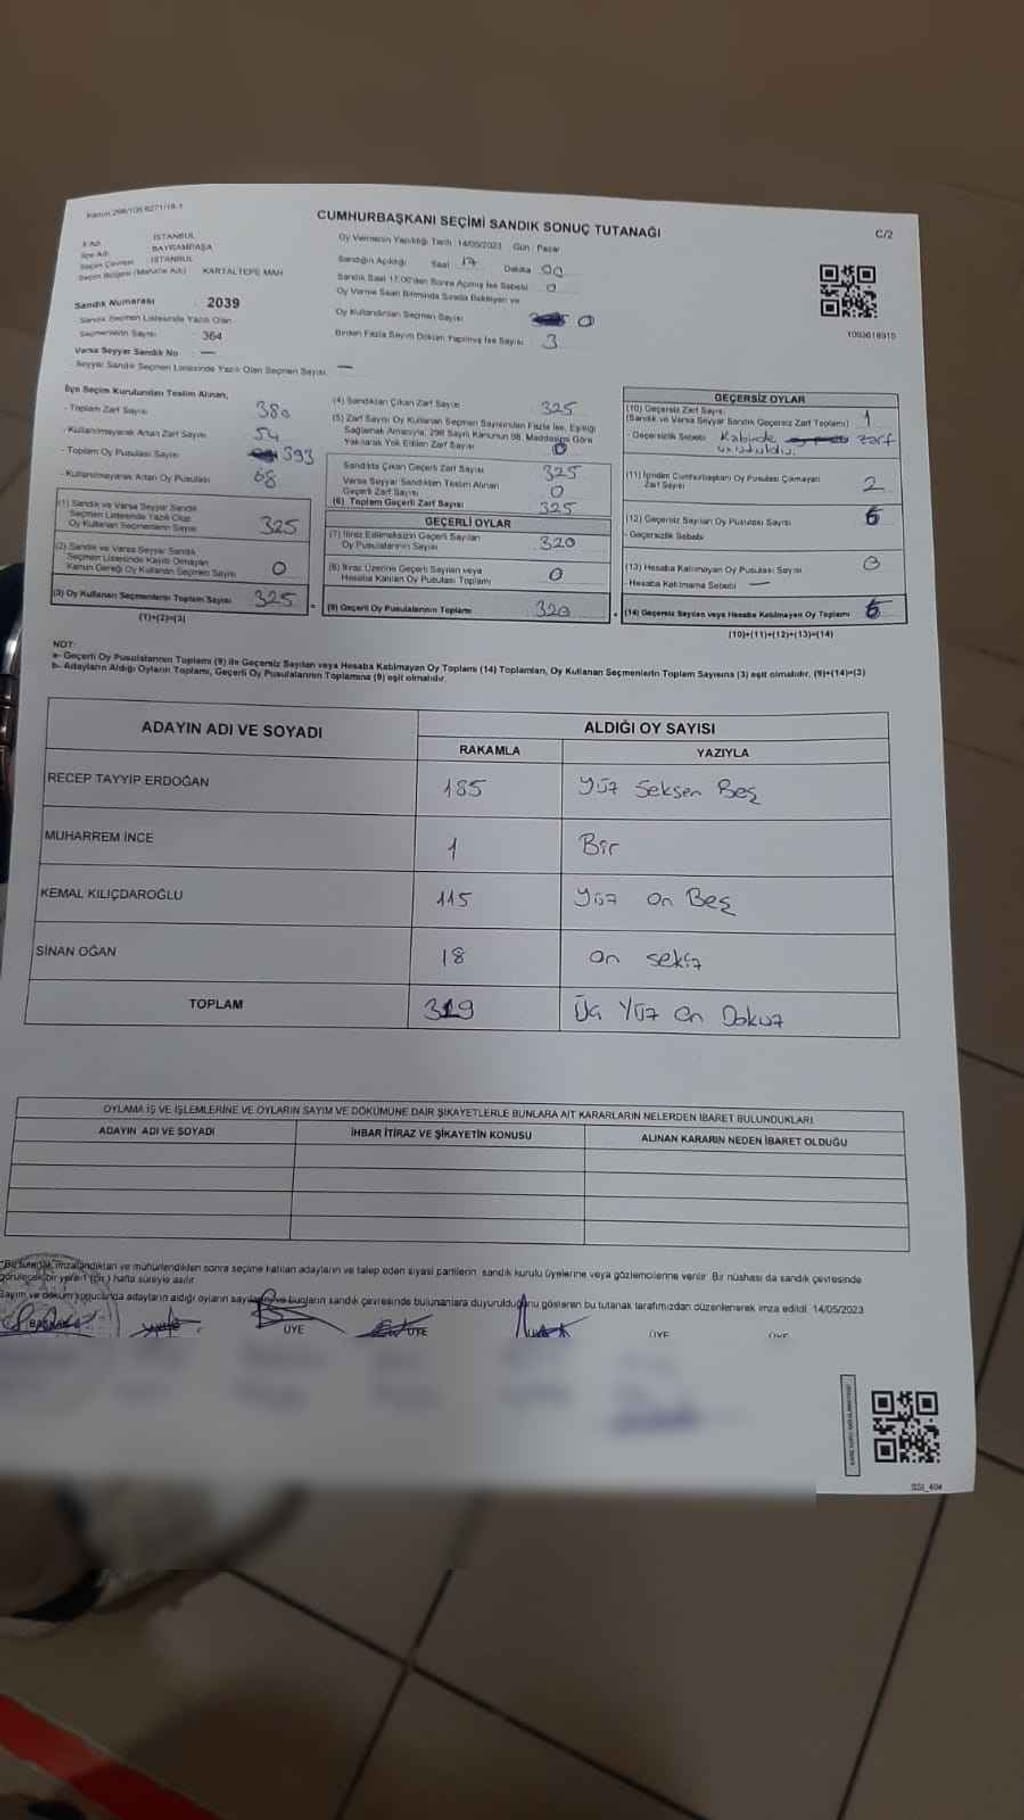 CUMHURBAŞKANI SEÇİMİ SANDIK SONUÇ TUTANAĞI
C/2
İl Adı İSTANBUL
İlçe Adı BAYRAMPAŞA
Seçim Çevresi İSTANBUL
Seçim Bölgesi (Mahalle Adı) KARTALTEPE MAH
Oy Vermenin Yapıldığı Tarih 14/05/2023 Gün Pazar
Sandığın Açıldığı Saat 17 Dakika 00
Sandık Saat 17:00'den Sonra Açılmış İse Sebebi 0
Oy Verme Saati Bitiminde Sırada Bekleyen ve
Oy Kullandırılan Seçmen Sayısı 0
Birden Fazla Sayım Döküm Yapılmış İse Sayısı 3
Sandık Numarası 2039
Sandık Seçmen Listesinde Yazılı Olan
Seçmenlerin Sayısı 364
Varsa Seyyar Sandık No —
Seyyar Sandık Seçmen Listesinde Yazılı Olan Seçmen Sayısı —
İlçe Seçim Kurulundan Teslim Alınan,
- Toplam Zarf Sayısı 380
- Kullanılmayarak Artan Zarf Sayısı 54
- Toplam Oy Pusulası Sayısı 393
- Kullanılmayarak Artan Oy Pusulası 68
(1) Sandık ve Varsa Seyyar Sandık
Seçmen Listesinde Yazılı Olup
Oy Kullanan Seçmenlerin Sayısı 325
(2) Sandık ve Varsa Seyyar Sandık
Seçmen Listesinde Kayıtlı Olmayan
Kanun Gereği Oy Kullanan Seçmen Sayısı 0
(3) Oy Kullanan Seçmenlerin Toplam Sayısı 325
(1)+(2)=(3)
(4) Sandıktan Çıkan Zarf Sayısı 325
(5) Zarf Sayısı Oy Kullanan Seçmen Sayısından Fazla İse, Eşitliği
Sağlamak Amacıyla, 298 Sayılı Kanunun 98. Maddesine Göre
Yakılarak Yok Edilen Zarf Sayısı 0
Sandıkta Çıkan Geçerli Zarf Sayısı 325
Varsa Seyyar Sandıktan Teslim Alınan
Geçerli Zarf Sayısı 0
(6) Toplam Geçerli Zarf Sayısı 325
GEÇERLİ OYLAR
(7) İtiraz Edilmeksizin Geçerli Sayılan
Oy Pusulalarının Sayısı 320
(8) İtiraz Üzerine Geçerli Sayılan veya
Hesaba Katılan Oy Pusulası Toplamı 0
(9) Geçerli Oy Pusulalarının Toplamı 320
GEÇERSİZ OYLAR
(10) Geçersiz Zarf Sayısı
(Sandık ve Varsa Seyyar Sandık Geçersiz Zarf Toplamı) 1
- Geçersizlik Sebebi Kabinde zarf
unutuldu.
(11) İçinden Cumhurbaşkanı Oy Pusulası Çıkmayan
Zarf Sayısı 2
(12) Geçersiz Sayılan Oy Pusulası Sayısı
- Geçersizlik Sebebi
(13) Hesaba Katılmayan Oy Pusulası Sayısı 0
- Hesaba Katılmama Sebebi —
(14) Geçersiz Sayılan veya Hesaba Katılmayan Oy Toplamı
(10)+(11)+(12)+(13)=(14)
NOT:
a- Geçerli Oy Pusulalarının Toplamı (9) ile Geçersiz Sayılan veya Hesaba Katılmayan Oy Toplamı (14) Toplamları, Oy Kullanan Seçmenlerin Toplam Sayısına (3) eşit olmalıdır. (9)+(14)=(3)
b- Adayların Aldığı Oyların Toplamı, Geçerli Oy Pusulalarının Toplamına (9) eşit olmalıdır.
ADAYIN ADI VE SOYADI ALDIĞI OY SAYISI
RAKAMLA YAZIYLA
RECEP TAYYİP ERDOĞAN 185 Yüz Seksen Beş
MUHARREM İNCE 1 Bir
KEMAL KILIÇDAROĞLU 115 Yüz on Beş
SİNAN OĞAN 18 on sekiz
TOPLAM 319 Üç Yüz On Dokuz
OYLAMA İŞ VE İŞLEMLERİNE VE OYLARIN SAYIM VE DÖKÜMÜNE DAİR ŞİKAYETLERLE BUNLARA AİT KARARLARIN NELERDEN İBARET BULUNDUKLARI
ADAYIN ADI VE SOYADI İHBAR İTİRAZ VE ŞİKAYETİN KONUSU ALINAN KARARIN NEDEN İBARET OLDUĞU
*Bu tutanak imzalandıktan ve mühürlendikten sonra seçime katılan adayların ve talep eden siyasi partilerin sandık kurulu üyelerine veya gözlemcilerine verilir. Bir nüshası da sandık çevresinde
görülecek bir yere 1 (bir) hafta süreyle asılır.
Sayım ve döküm sonucunda adayların aldığı oyların sayısını ve bunların sandık çevresinde bulunanlara duyurulduğunu gösteren bu tutanak tarafımızdan düzenlenerek imza edildi. 14/05/2023
BAŞKAN ÜYE ÜYE ÜYE ÜYE